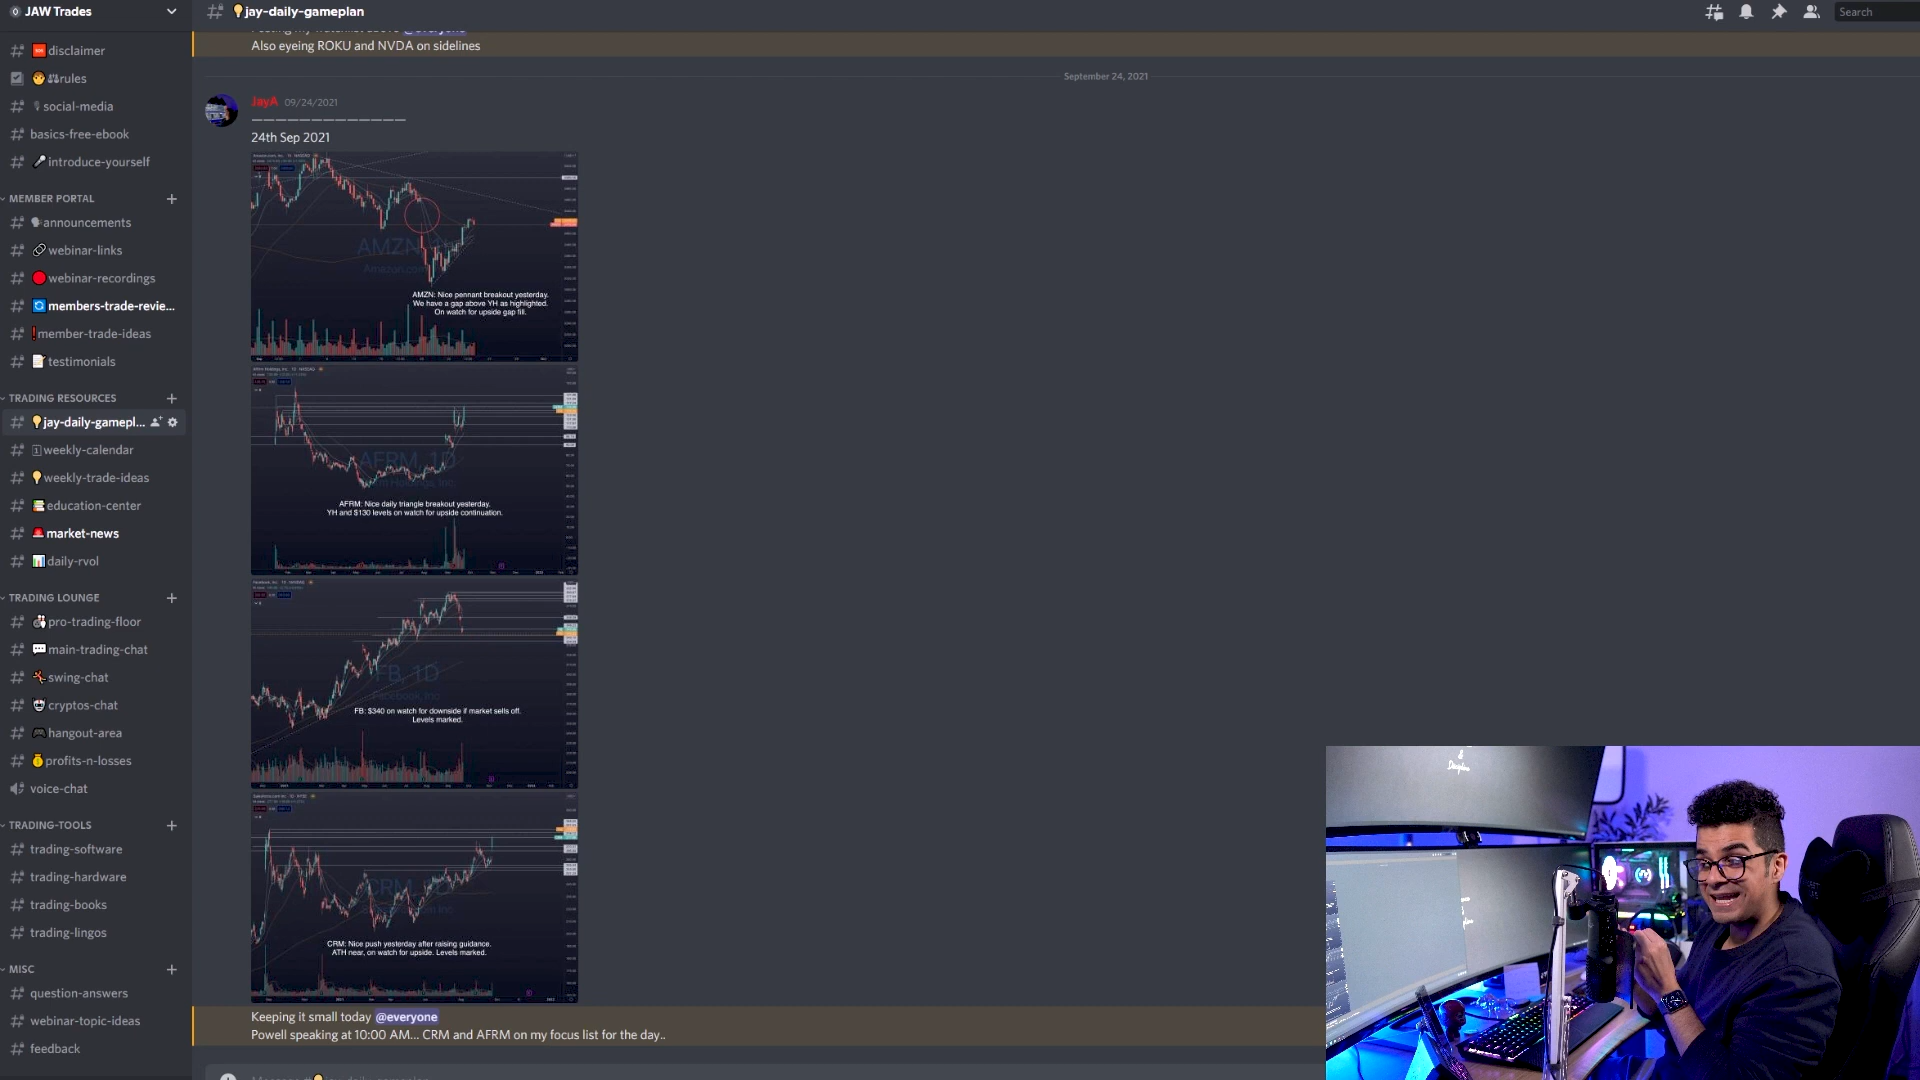 JAW Trades
jay-daily-gameplan
Search
disclaimer
rules
social-media
basics-free-ebook
introduce-yourself
MEMBER PORTAL
announcements
webinar-links
webinar-recordings
members-trade-revie...
member-trade-ideas
testimonials
TRADING RESOURCES
jay-daily-gamepl...
weekly-calendar
weekly-trade-ideas
education-center
market-news
daily-rvol
TRADING LOUNGE
pro-trading-floor
main-trading-chat
swing-chat
cryptos-chat
hangout-area
profits-n-losses
voice-chat
TRADING-TOOLS
trading-software
trading-hardware
trading-books
trading-lingos
MISC
question-answers
webinar-topic-ideas
feedback
Also eyeing ROKU and NVDA on sidelines
September 24, 2021
JayA 09/24/2021
24th Sep 2021
AMZN
AMZN: Nice pennant breakout yesterday.
We have a gap above YH as highlighted.
On watch for upside gap fill.
AFRM, 1D
AFRM: Nice daily triangle breakout yesterday.
YH and $130 levels on watch for upside continuation.
FB, 1D
FB: $340 on watch for downside if market sells off.
Levels marked.
CRM, 1D
CRM: Nice push yesterday after raising guidance.
ATH near, on watch for upside. Levels marked.
Keeping it small today @everyone
Powell speaking at 10:00 AM... CRM and AFRM on my focus list for the day..